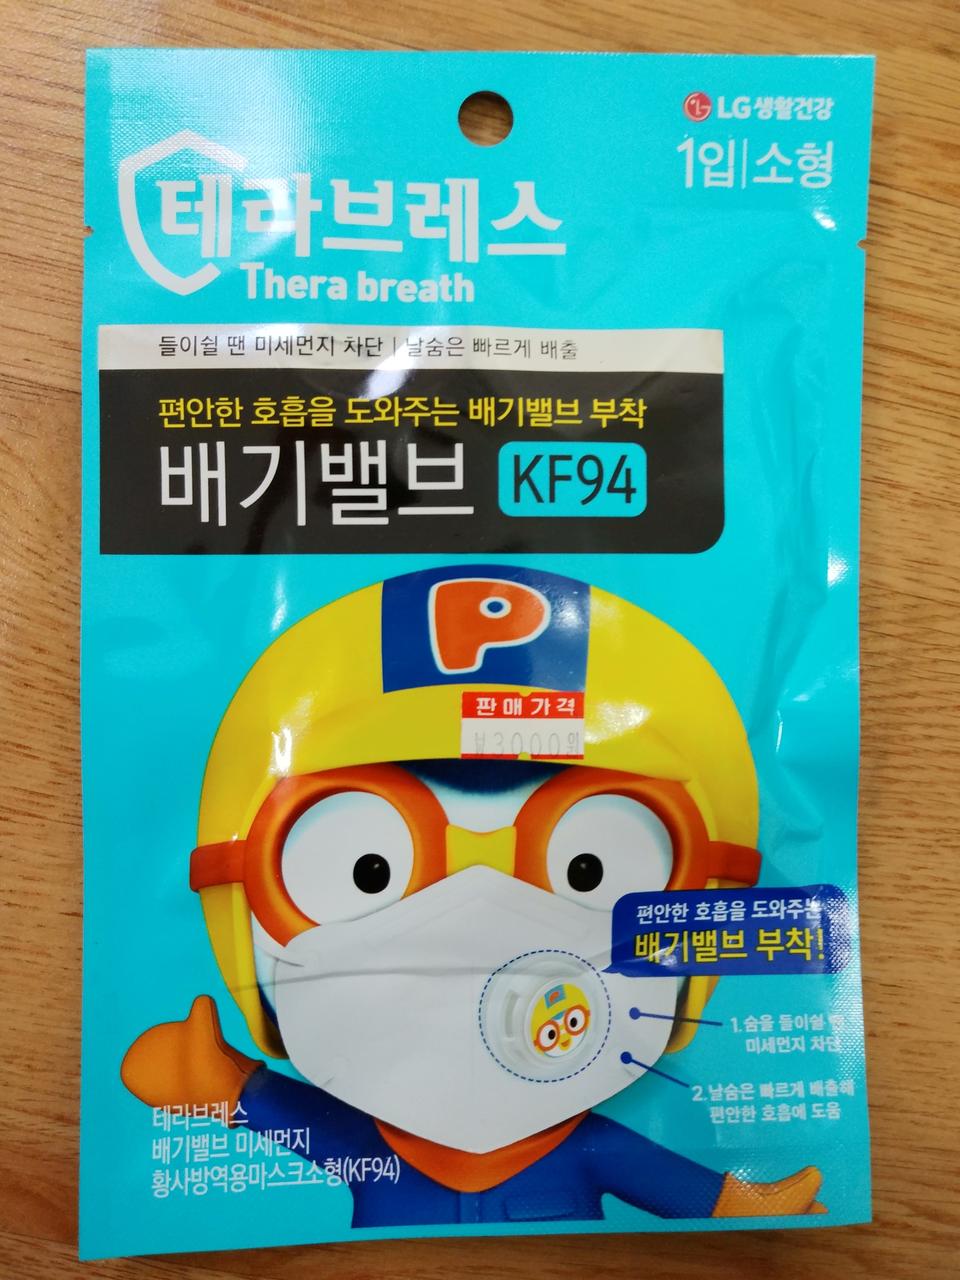 LG 생활건강
1입|소형
테라브레스
Thera breath
들이쉴 땐 미세먼지 차단 | 날숨은 빠르게 배출
편안한 호흡을 도와주는 배기밸브 부착
배기밸브 KF94
P
판매가격
₩3000원
편안한 호흡을 도와주는
배기밸브 부착!
1.숨을 들이쉴
미세먼지 차단
2.날숨은 빠르게 배출해
편안한 호흡에 도움
테라브레스
배기밸브 미세먼지
황사방역용마스크소형(KF94)